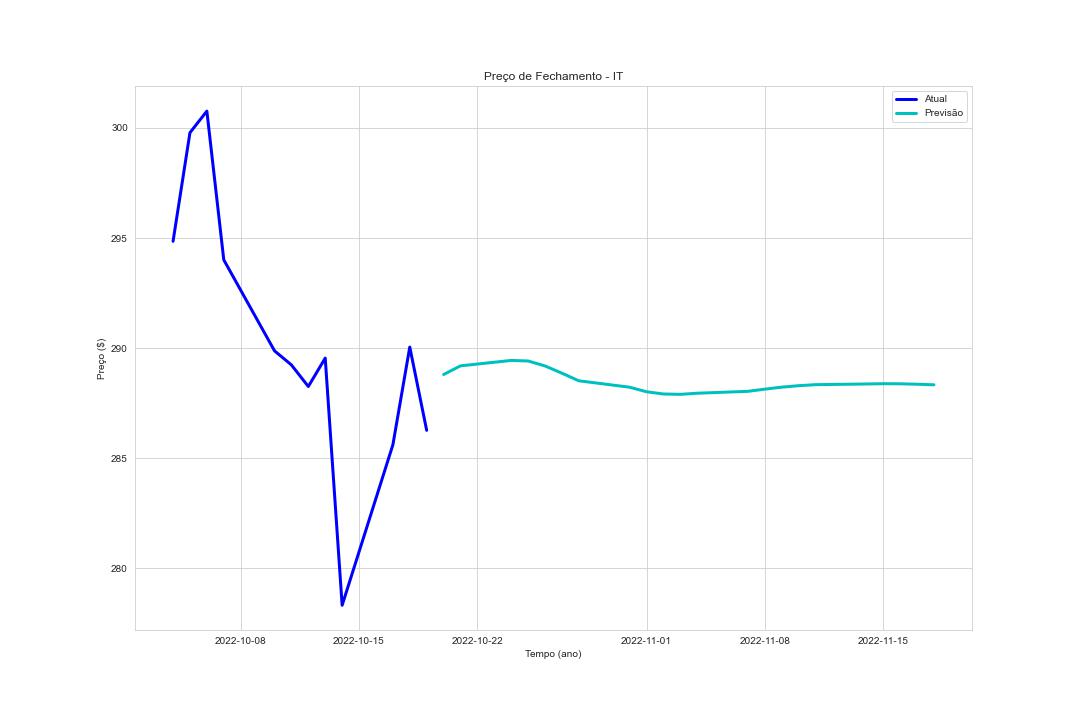 Preço de Fechamento - IT
Atual
Previsão
300
295
290
285
280
Preço ($)
2022-10-08
2022-10-15
2022-10-22
2022-11-01
2022-11-08
2022-11-15
Tempo (ano)